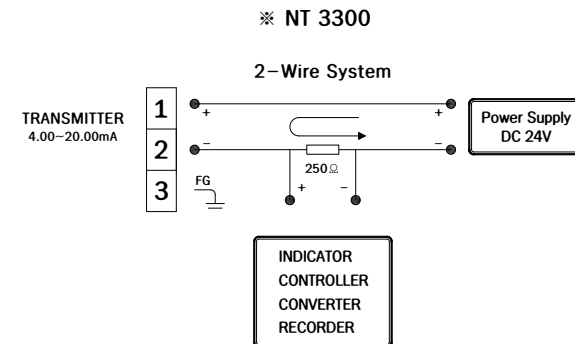 ※ NT 3300
2-Wire System
TRANSMITTER
4.00~20.00mA
1
+
+
Power Supply
DC 24V
2
-
-
250Ω
3
FG
+
-
INDICATOR
CONTROLLER
CONVERTER
RECORDER